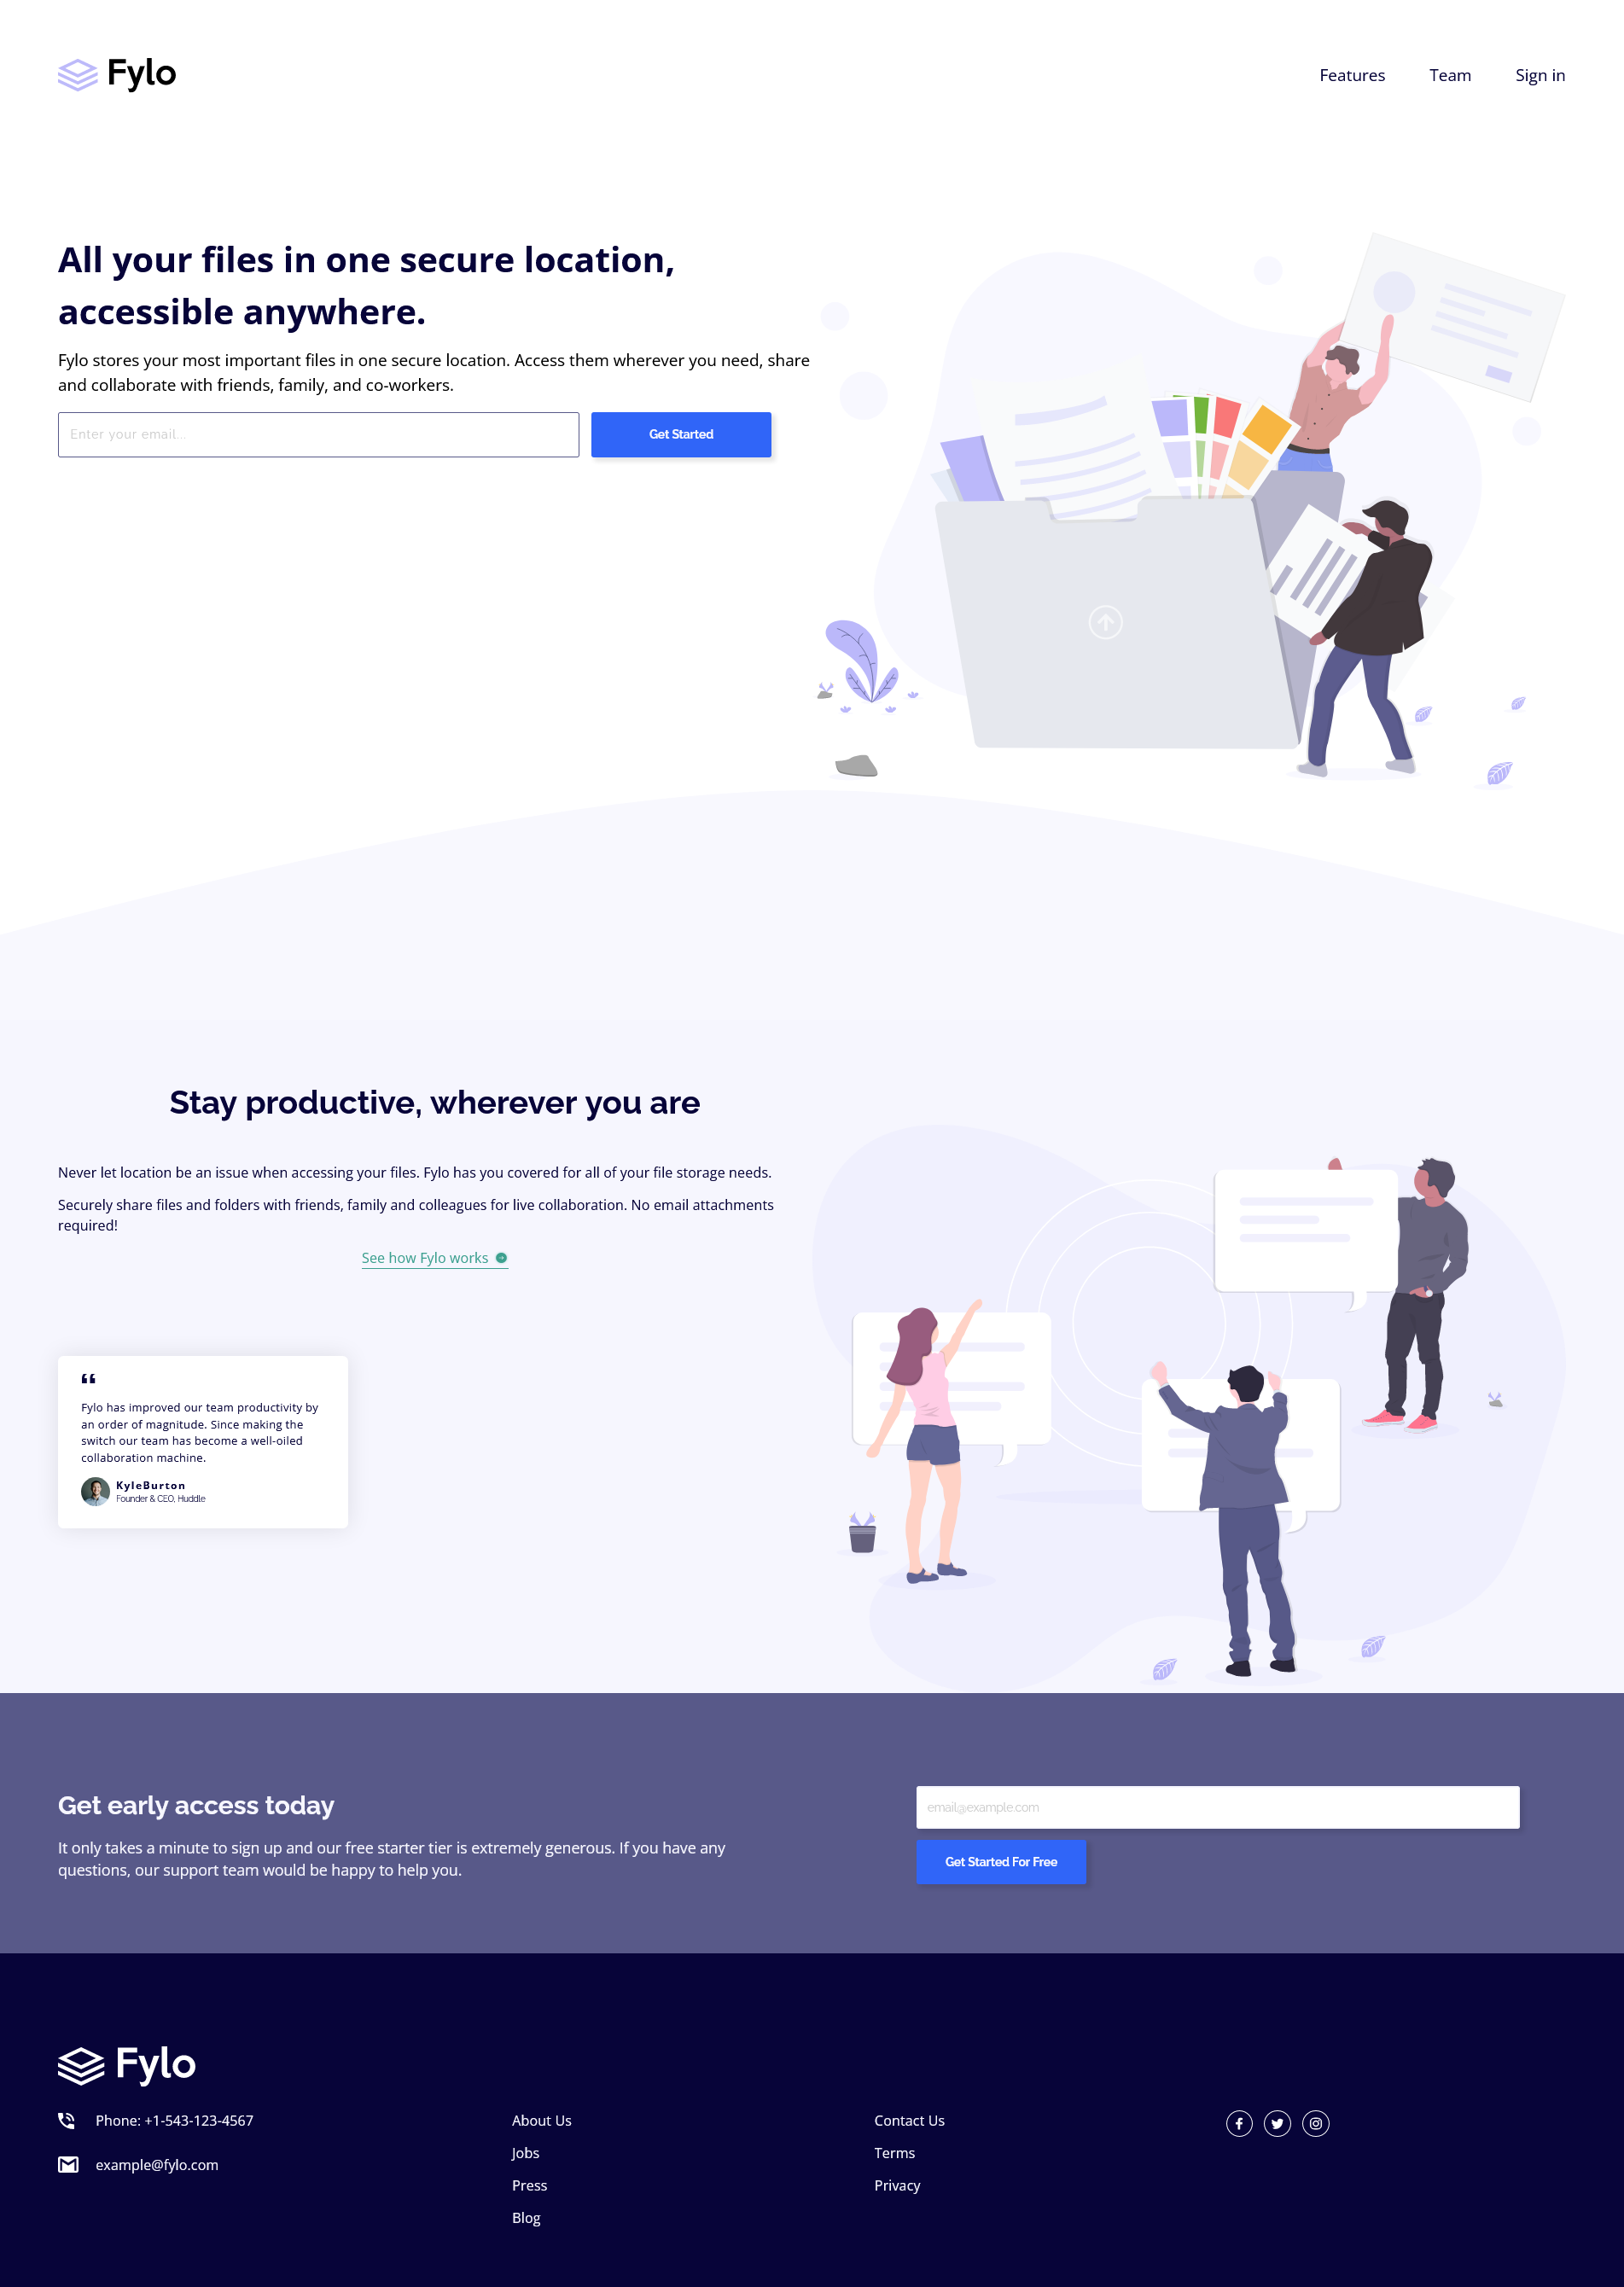 Fylo
Features
Team
Sign in
All your files in one secure location,
accessible anywhere.
Fylo stores your most important files in one secure location. Access them wherever you need, share
and collaborate with friends, family, and co-workers.
Enter your email...
Get Started
Stay productive, wherever you are
Never let location be an issue when accessing your files. Fylo has you covered for all of your file storage needs.
Securely share files and folders with friends, family and colleagues for live collaboration. No email attachments
required!
See how Fylo works
“
Fylo has improved our team productivity by
an order of magnitude. Since making the
switch our team has become a well-oiled
collaboration machine.
KyleBurton
Founder & CEO, Huddle
Get early access today
It only takes a minute to sign up and our free starter tier is extremely generous. If you have any
questions, our support team would be happy to help you.
email@example.com
Get Started For Free
Fylo
Phone: +1-543-123-4567
example@fylo.com
About Us
Jobs
Press
Blog
Contact Us
Terms
Privacy